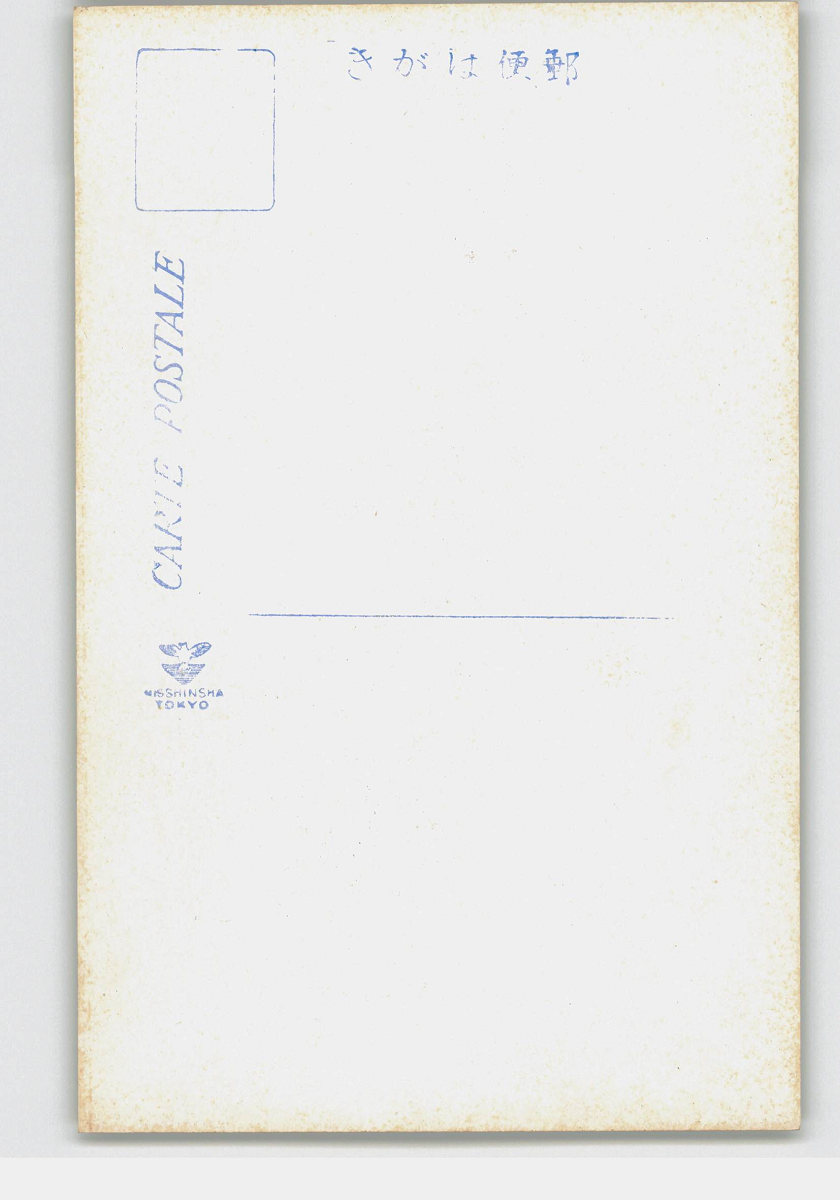 きがは便郵
CARTE POSTALE
NISSHINSHA
TOKYO